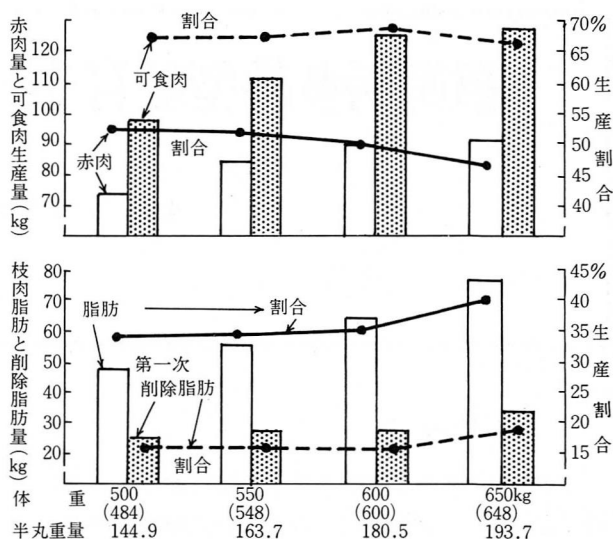 赤肉量と可食肉生産量(kg)
120
110
100
90
80
70
割合
可食肉
赤肉
割合
70%
65
60
55
50
45
40
生産割合
枝肉脂肪と削除脂肪量(kg)
80
70
60
50
40
30
20
脂肪
割合
第一次
削除脂肪
割合
45%
40
35
30
25
20
15
生産割合
体　重 500 550 600 650kg
(484) (548) (600) (648)
半丸重量 144.9 163.7 180.5 193.7